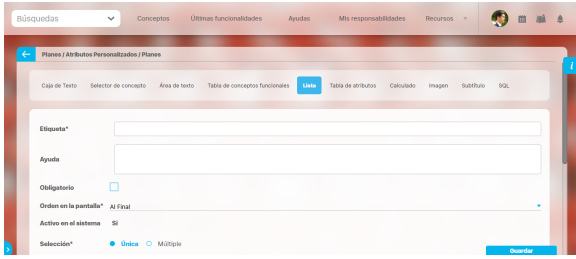 Búsquedas Conceptos Últimas funcionalidades Ayudas Mis responsabilidades Recursos
Planes / Atributos Personalizados / Planes
Caja de Texto Selector de concepto Área de texto Tabla de conceptos funcionales Lista Tabla de atributos Calculado Imagen Subtítulo SQL
Etiqueta*
Ayuda
Obligatorio
Orden en la pantalla* Al Final
Activo en el sistema Si
Selección* Única Múltiple
Guardar